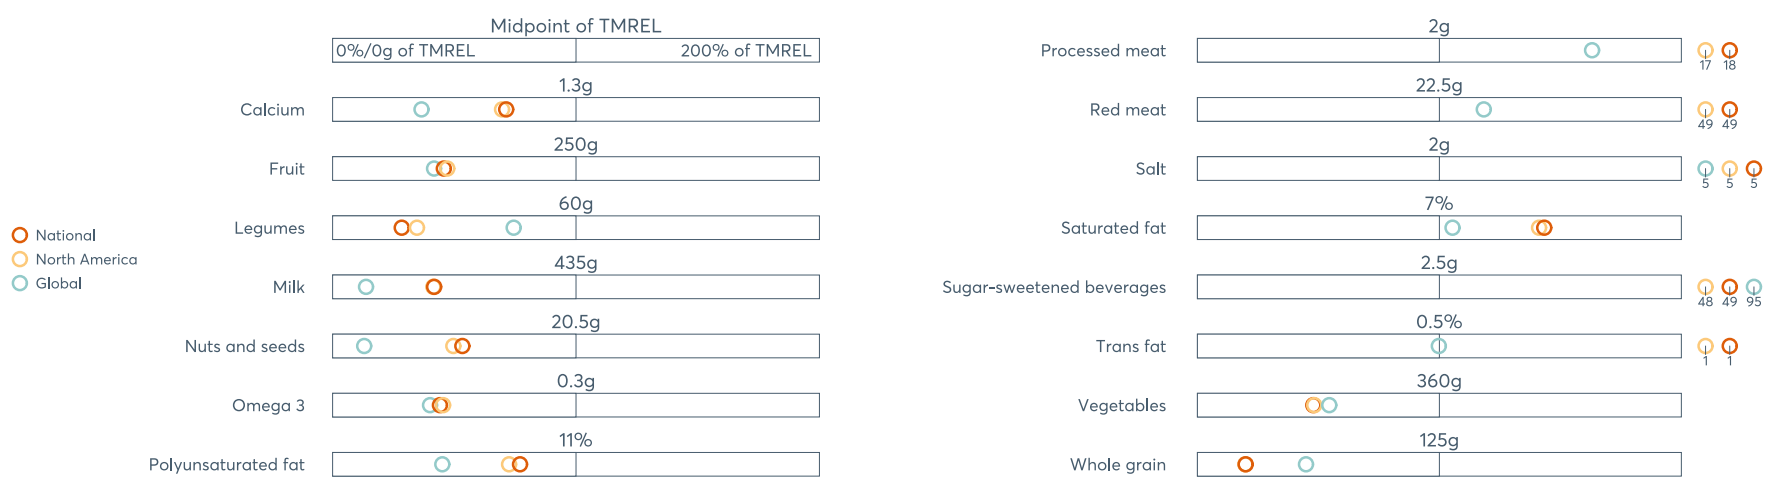 Midpoint of TMREL
0%/0g of TMREL 200% of TMREL
1.3g
Calcium
250g
Fruit
60g
Legumes
435g
Milk
20.5g
Nuts and seeds
0.3g
Omega 3
11%
Polyunsaturated fat
National
North America
Global
2g
Processed meat
17 18
22.5g
Red meat
49 49
2g
Salt
5 5 5
7%
Saturated fat
2.5g
Sugar-sweetened beverages
48 49 95
0.5%
Trans fat
1 1
360g
Vegetables
125g
Whole grain